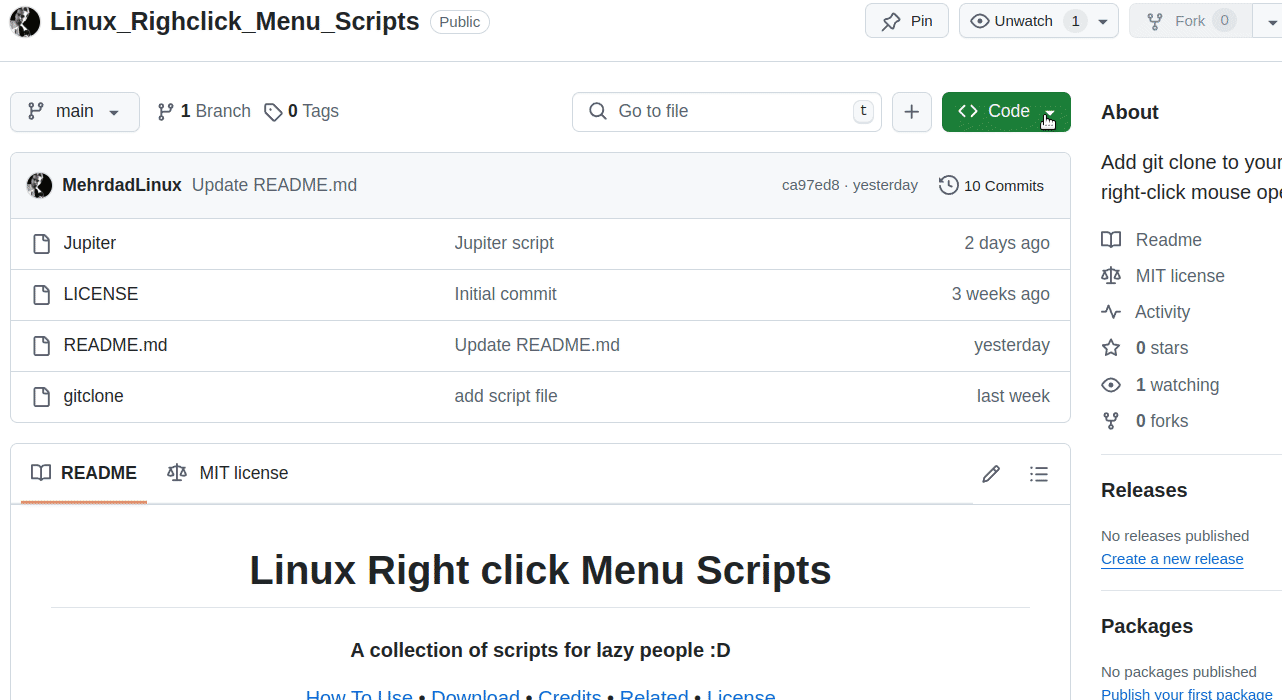 Linux_Righclick_Menu_Scripts Public Pin Unwatch 1 Fork 0
main 1 Branch 0 Tags Go to file t Code
MehrdadLinux Update README.md ca97ed8 · yesterday 10 Commits
Jupiter Jupiter script 2 days ago
LICENSE Initial commit 3 weeks ago
README.md Update README.md yesterday
gitclone add script file last week
README MIT license
Linux Right click Menu Scripts
A collection of scripts for lazy people :D
How To Use • Download • Credits • Related • License
About
Add git clone to your
right-click mouse ope
Readme
MIT license
Activity
0 stars
1 watching
0 forks
Releases
No releases published
Create a new release
Packages
No packages published
Publish your first package